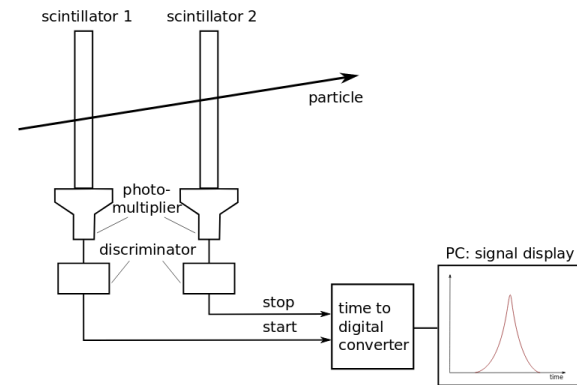 scintillator 1
scintillator 2
particle
photo-
multiplier
discriminator
PC: signal display
stop
start
time to
digital
converter
time